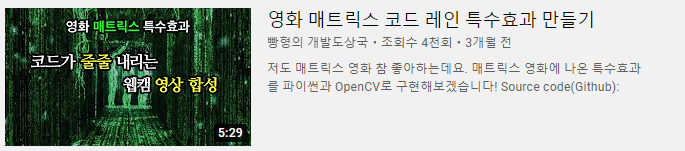 영화 매트릭스 특수효과
코드가 줄줄 내리는
웹캠 영상 합성
5:29
영화 매트릭스 코드 레인 특수효과 만들기
빵형의 개발도상국 • 조회수 4천회 • 3개월 전
저도 매트릭스 영화 참 좋아하는데요. 매트릭스 영화에 나온 특수효과
를 파이썬과 OpenCV로 구현해보겠습니다! Source code(Github):